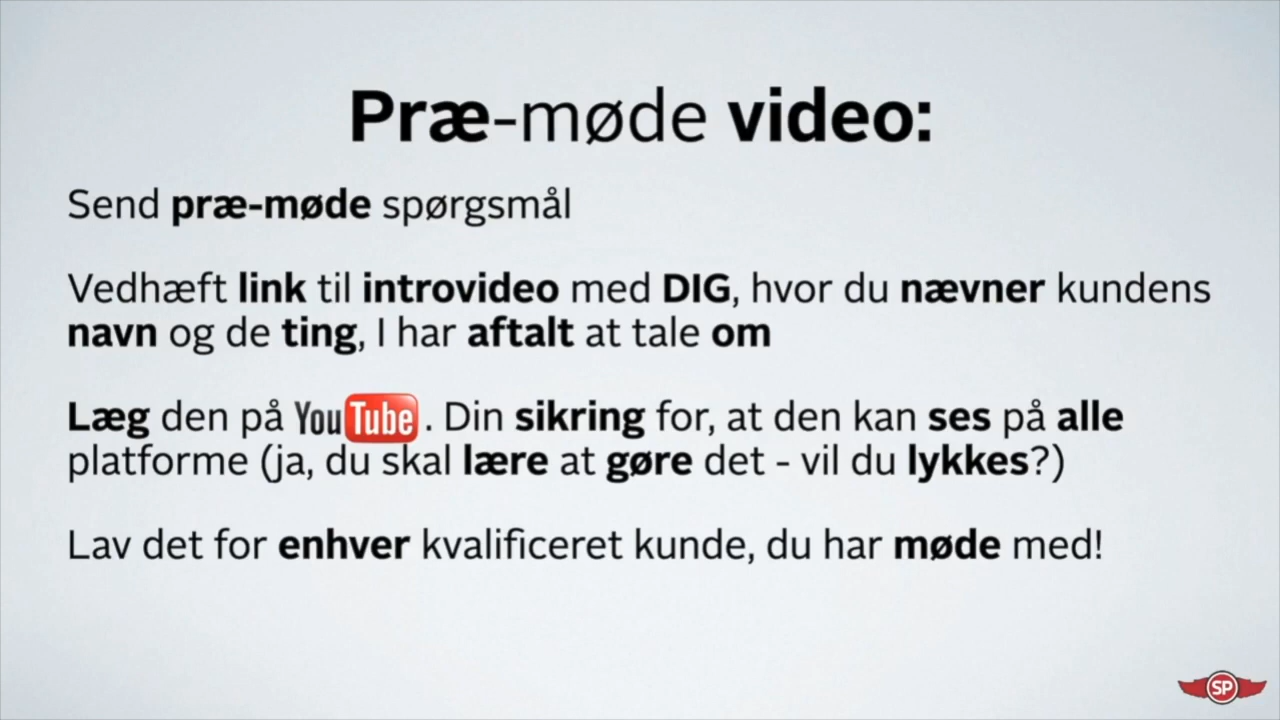 Præ-møde video:
Send præ-møde spørgsmål
Vedhæft link til introvideo med DIG, hvor du nævner kundens
navn og de ting, I har aftalt at tale om
Læg den på YouTube. Din sikring for, at den kan ses på alle
platforme (ja, du skal lære at gøre det - vil du lykkes?)
Lav det for enhver kvalificeret kunde, du har møde med!
SP